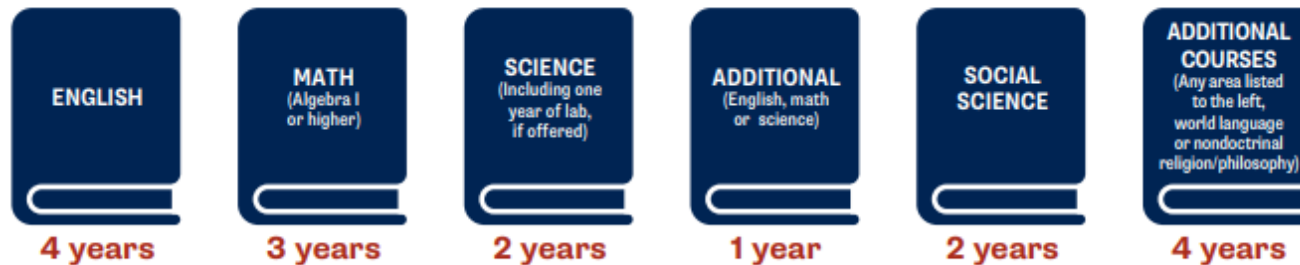 ENGLISH
4 years
MATH
(Algebra I
or higher)
3 years
SCIENCE
(Including one
year of lab,
if offered)
2 years
ADDITIONAL
(English, math
or science)
1 year
SOCIAL
SCIENCE
2 years
ADDITIONAL
COURSES
(Any area listed
to the left,
world language
or nondoctrinal
religion/philosophy)
4 years